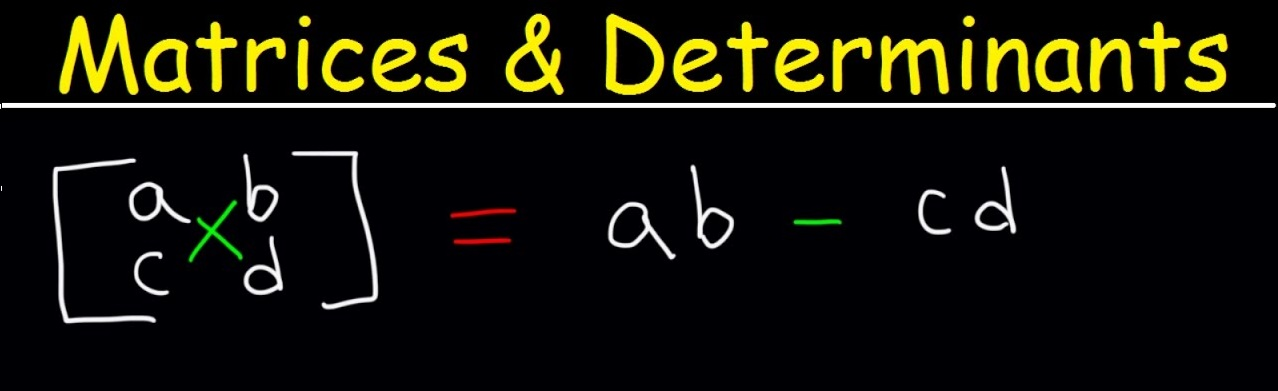 Matrices & Determinants
[a b
c d] = ab - cd